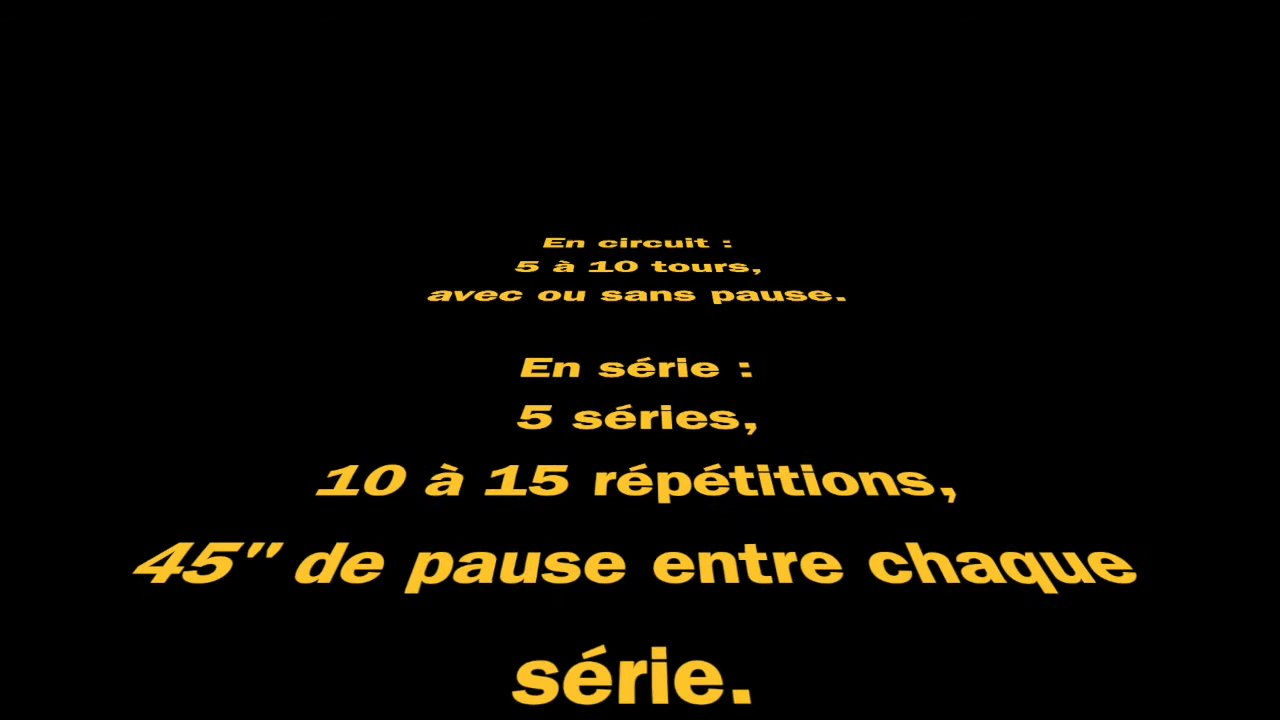 En circuit :
5 à 10 tours,
avec ou sans pause.
En série :
5 séries,
10 à 15 répétitions,
45" de pause entre chaque
série.